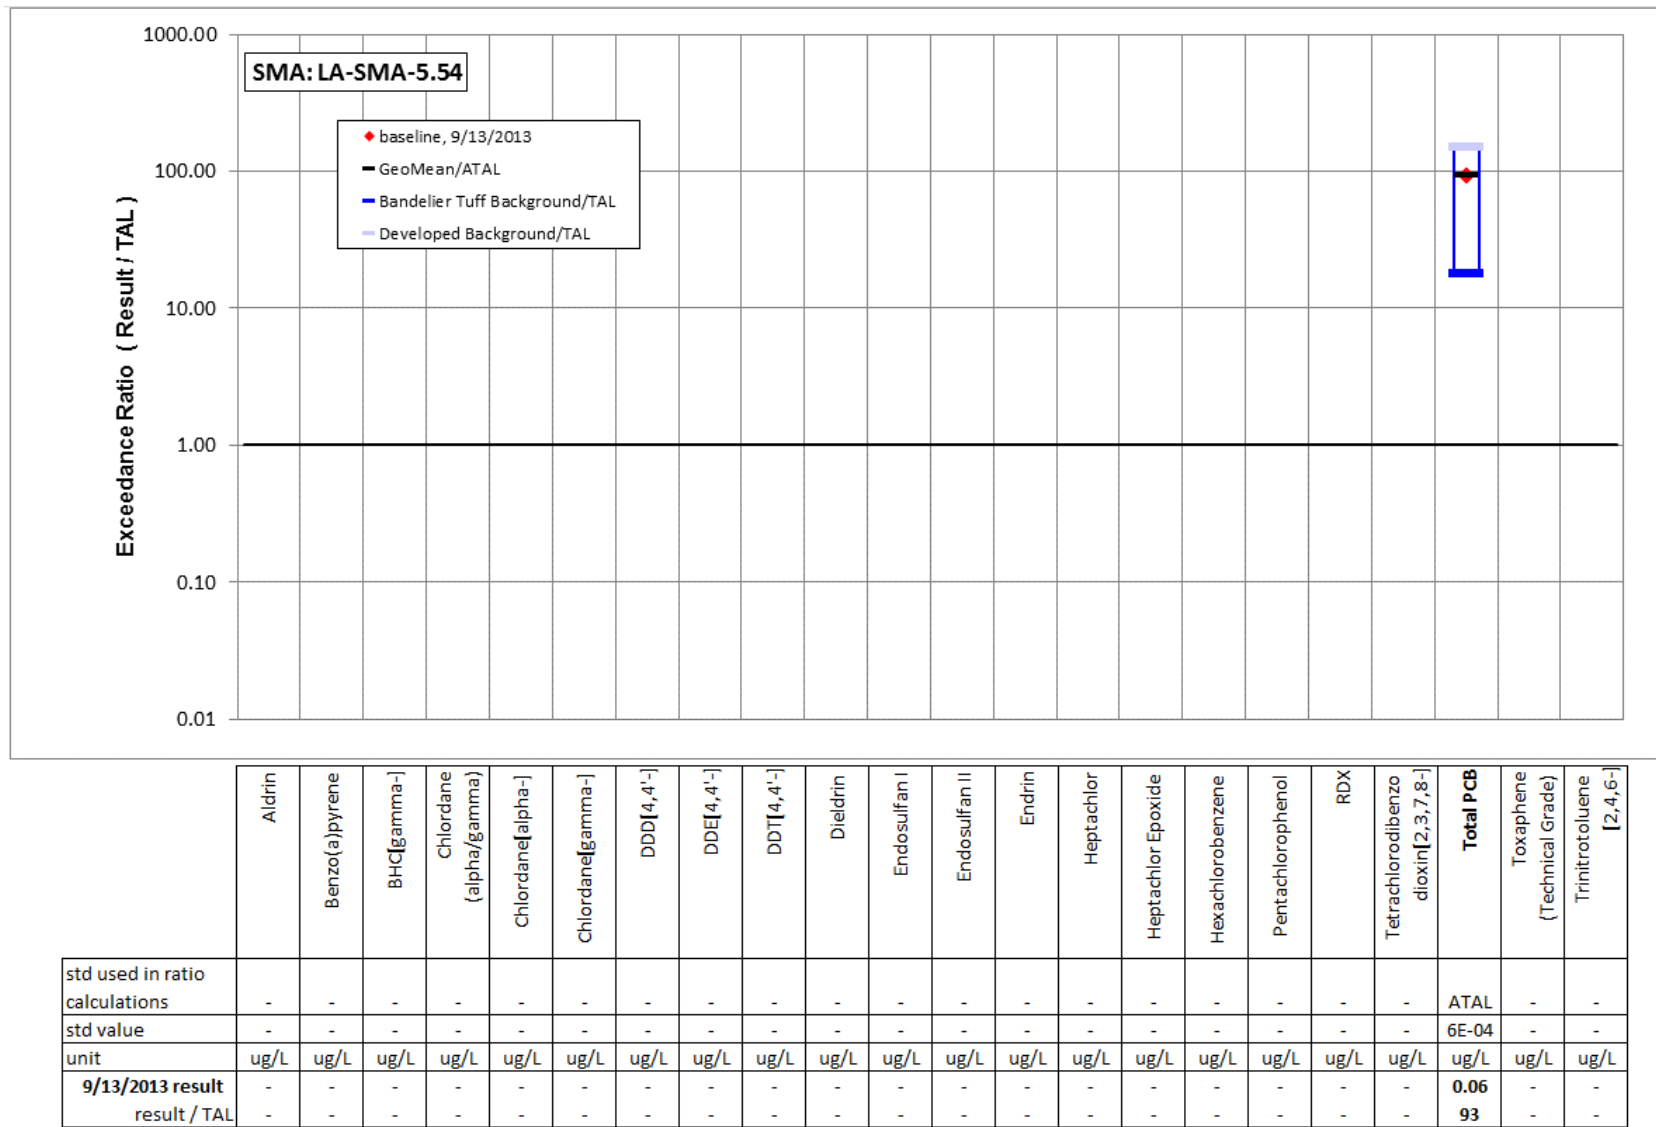 1000.00
SMA: LA-SMA-5.54
baseline, 9/13/2013
GeoMean/ATAL
Bandelier Tuff Background/TAL
Developed Background/TAL
100.00
10.00
1.00
0.10
0.01
Exceedance Ratio ( Result / TAL )
Aldrin
Benzo(a)pyrene
BHC[gamma-]
Chlordane
(alpha/gamma)
Chlordane[alpha-]
Chlordane[gamma-]
DDD[4,4'-]
DDE[4,4'-]
DDT[4,4'-]
Dieldrin
Endosulfan I
Endosulfan II
Endrin
Heptachlor
Heptachlor Epoxide
Hexachlorobenzene
Pentachlorophenol
RDX
Tetrachlorodibenzo
dioxin[2,3,7,8-]
Total PCB
Toxaphene
(Technical Grade)
Trinitrotoluene
[2,4,6-]
std used in ratio
calculations - - - - - - - - - - - - - - - - - - - ATAL - -
std value - - - - - - - - - - - - - - - - - - - 6E-04 - -
unit ug/L ug/L ug/L ug/L ug/L ug/L ug/L ug/L ug/L ug/L ug/L ug/L ug/L ug/L ug/L ug/L ug/L ug/L ug/L ug/L ug/L ug/L
9/13/2013 result - - - - - - - - - - - - - - - - - - - 0.06 - -
result / TAL - - - - - - - - - - - - - - - - - - - 93 - -